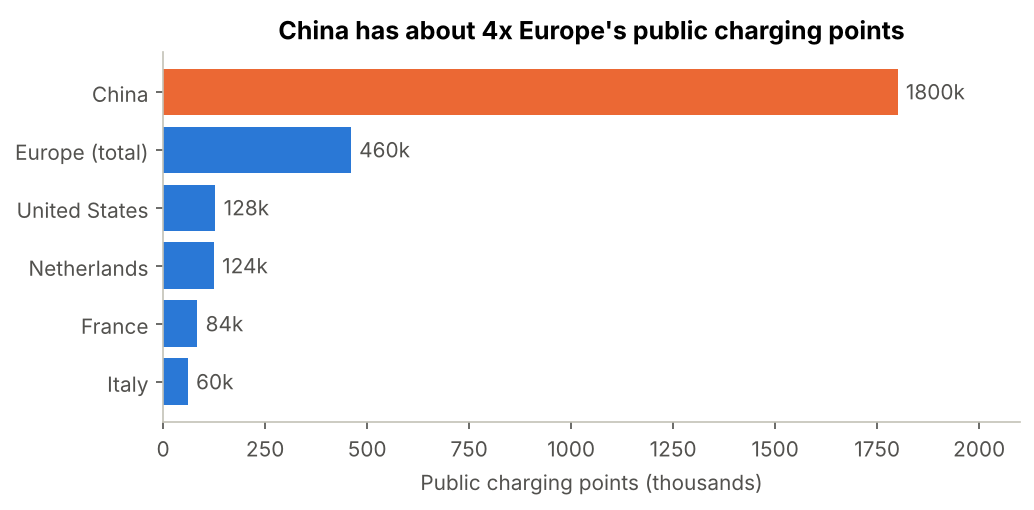 China has about 4x Europe's public charging points
China 1800k
Europe (total) 460k
United States 128k
Netherlands 124k
France 84k
Italy 60k
0 250 500 750 1000 1250 1500 1750 2000
Public charging points (thousands)